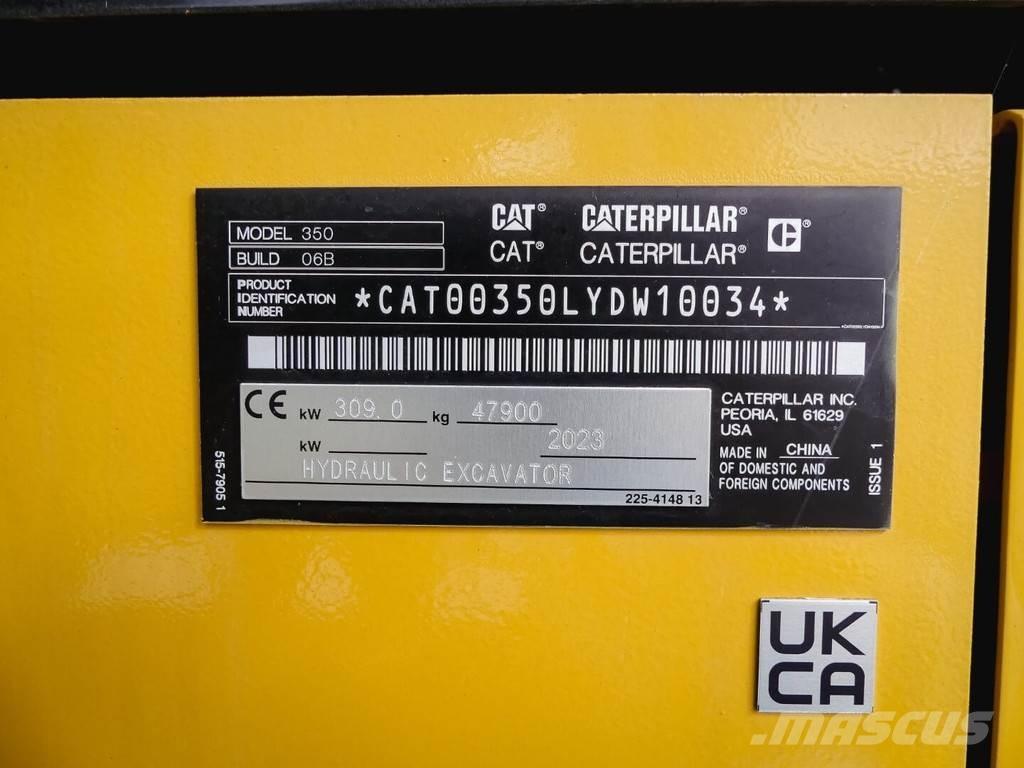 MODEL 350
BUILD 06B
CAT® CATERPILLAR® C®
CAT® CATERPILLAR®
PRODUCT
IDENTIFICATION
NUMBER
*CAT00350LYDW10034*
CE kW 309.0 kg 47900
kW 2023
HYDRAULIC EXCAVATOR
225-4148 13
CATERPILLAR INC.
PEORIA, IL 61629
USA
MADE IN CHINA
OF DOMESTIC AND
FOREIGN COMPONENTS
ISSUE 1
515-7905 1
UK
CA
MASCUS